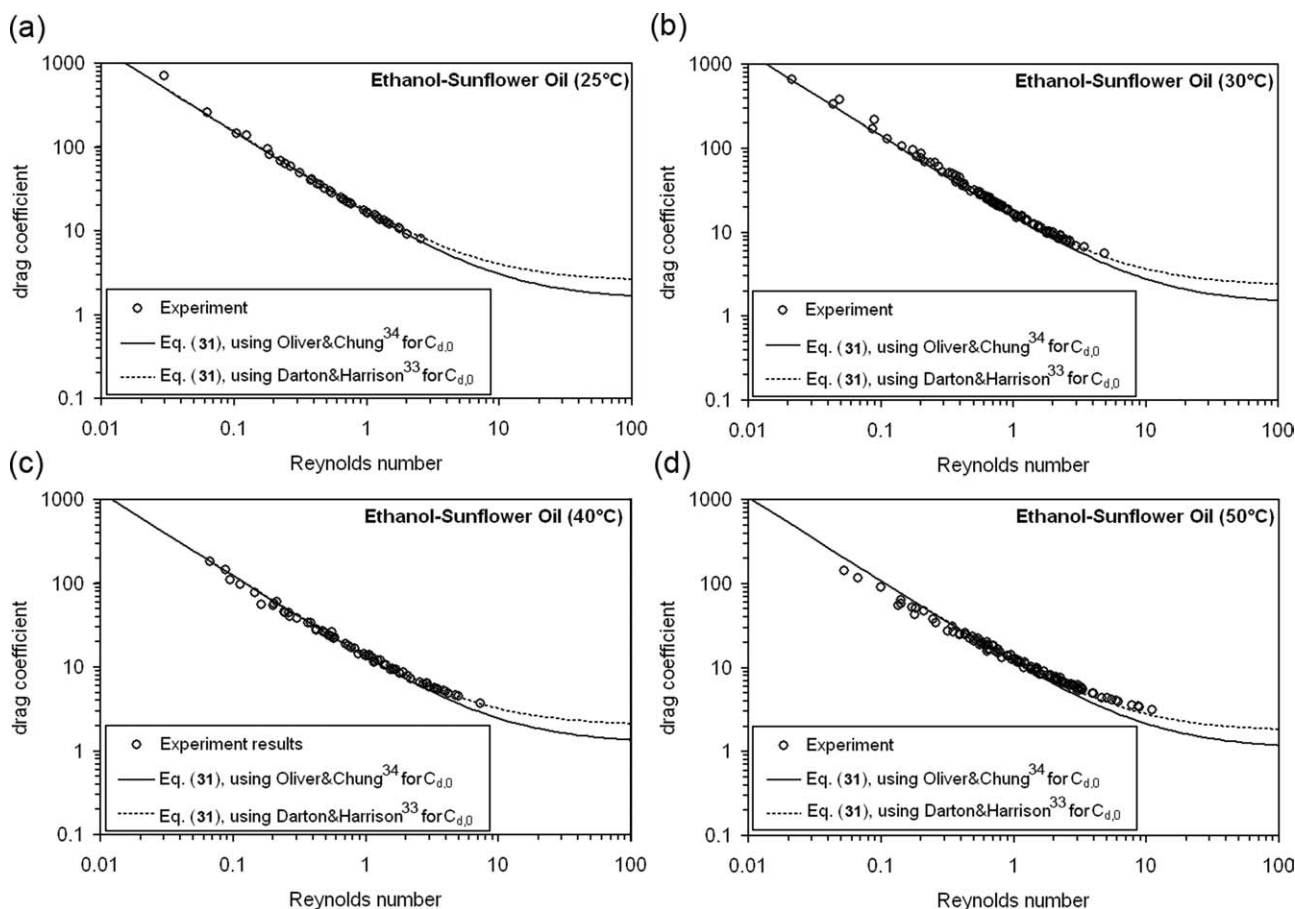 (a)
1000
100
10
1
0.1
drag coefficient
Ethanol-Sunflower Oil (25°C)
Experiment
Eq. (31), using Oliver&Chung34 for Cd,0
Eq. (31), using Darton&Harrison33 for Cd,0
0.01 0.1 1 10 100
Reynolds number
(b)
1000
100
10
1
0.1
drag coefficient
Ethanol-Sunflower Oil (30°C)
Experiment
Eq. (31), using Oliver&Chung34 for Cd,0
Eq. (31), using Darton&Harrison33 for Cd,0
0.01 0.1 1 10 100
Reynolds number
(c)
1000
100
10
1
0.1
drag coefficient
Ethanol-Sunflower Oil (40°C)
Experiment results
Eq. (31), using Oliver&Chung34 for Cd,0
Eq. (31), using Darton&Harrison33 for Cd,0
0.01 0.1 1 10 100
Reynolds number
(d)
1000
100
10
1
0.1
drag coefficient
Ethanol-Sunflower Oil (50°C)
Experiment
Eq. (31), using Oliver&Chung34 for Cd,0
Eq. (31), using Darton&Harrison33 for Cd,0
0.01 0.1 1 10 100
Reynolds number